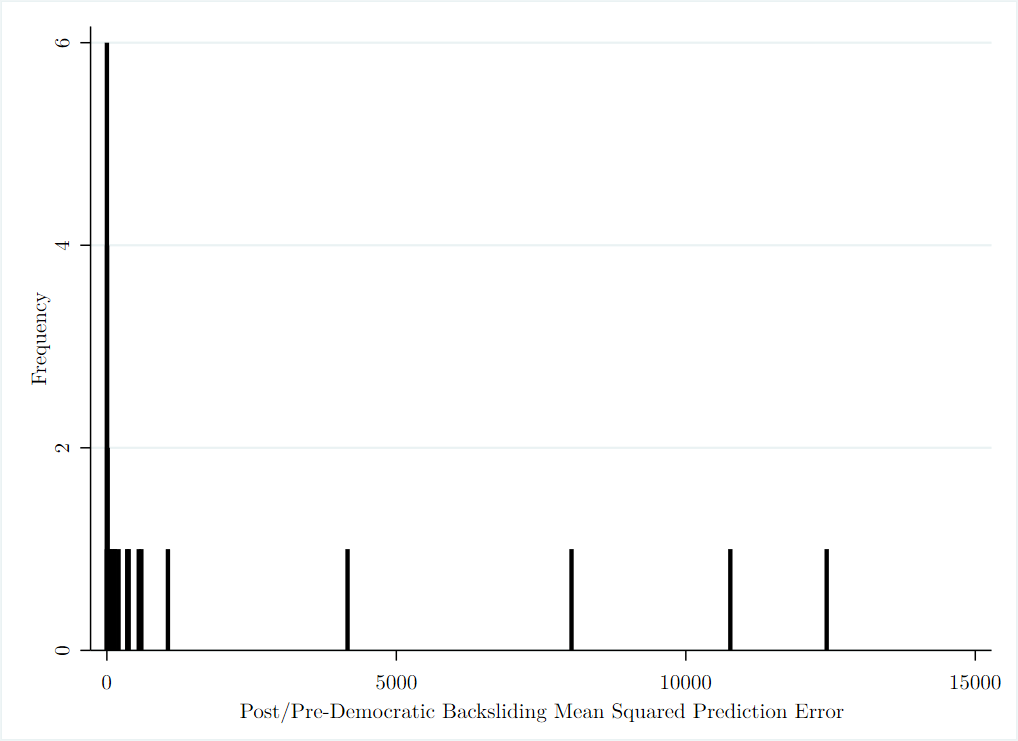 6
4
2
0
Frequency
0 5000 10000 15000
Post/Pre-Democratic Backsliding Mean Squared Prediction Error